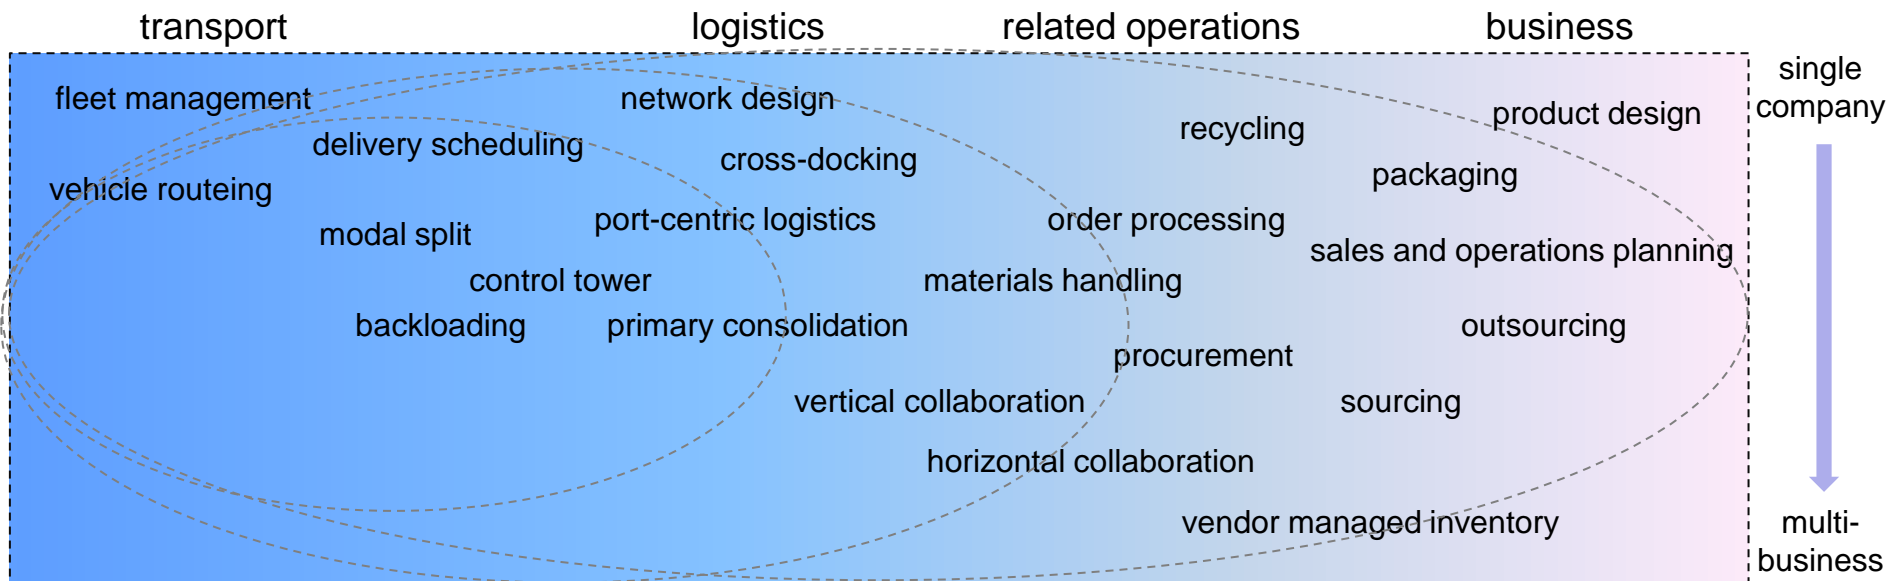 transport
logistics
related operations
business
single
company
fleet management
network design
product design
recycling
delivery scheduling
cross-docking
packaging
vehicie routeing
port-centric logistics
order processing
modal split
sales and operations planning
control tower
materials handling
backloading
primary consolidation
outsourcing
procurement
vertical collaboration
sourcing
horizontal collaboration
vendor managed inventory
multi-
business